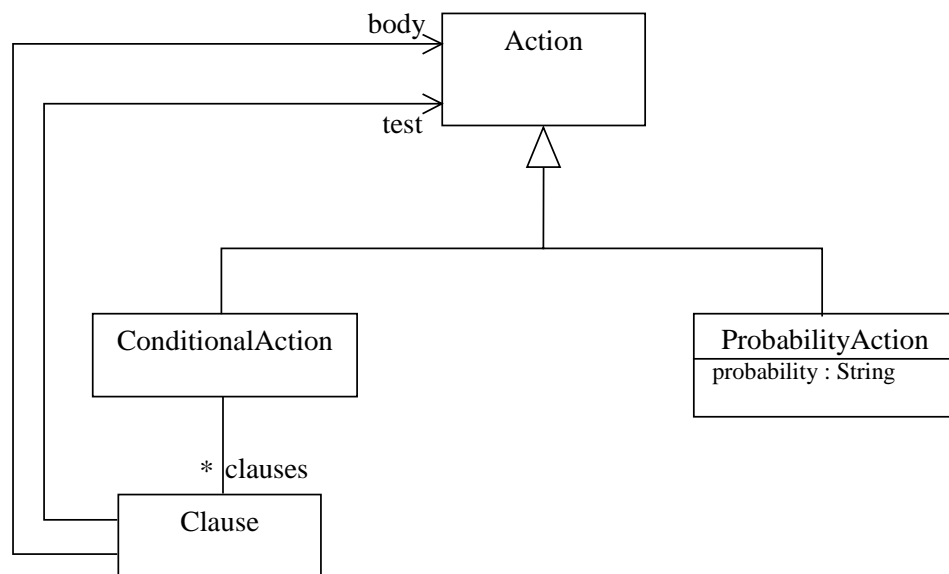 body
Action
test
ConditionalAction
ProbabilityAction
probability : String
* clauses
Clause